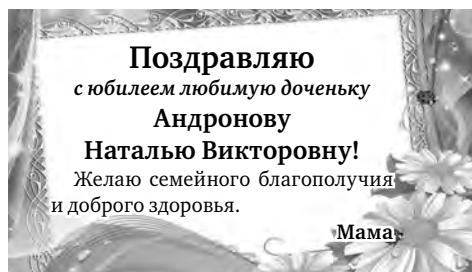 Поздравляю
с юбилеем любимую доченьку
Андронову
Наталью Викторовну!
Желаю семейного благополучия
и доброго здоровья.
Мама